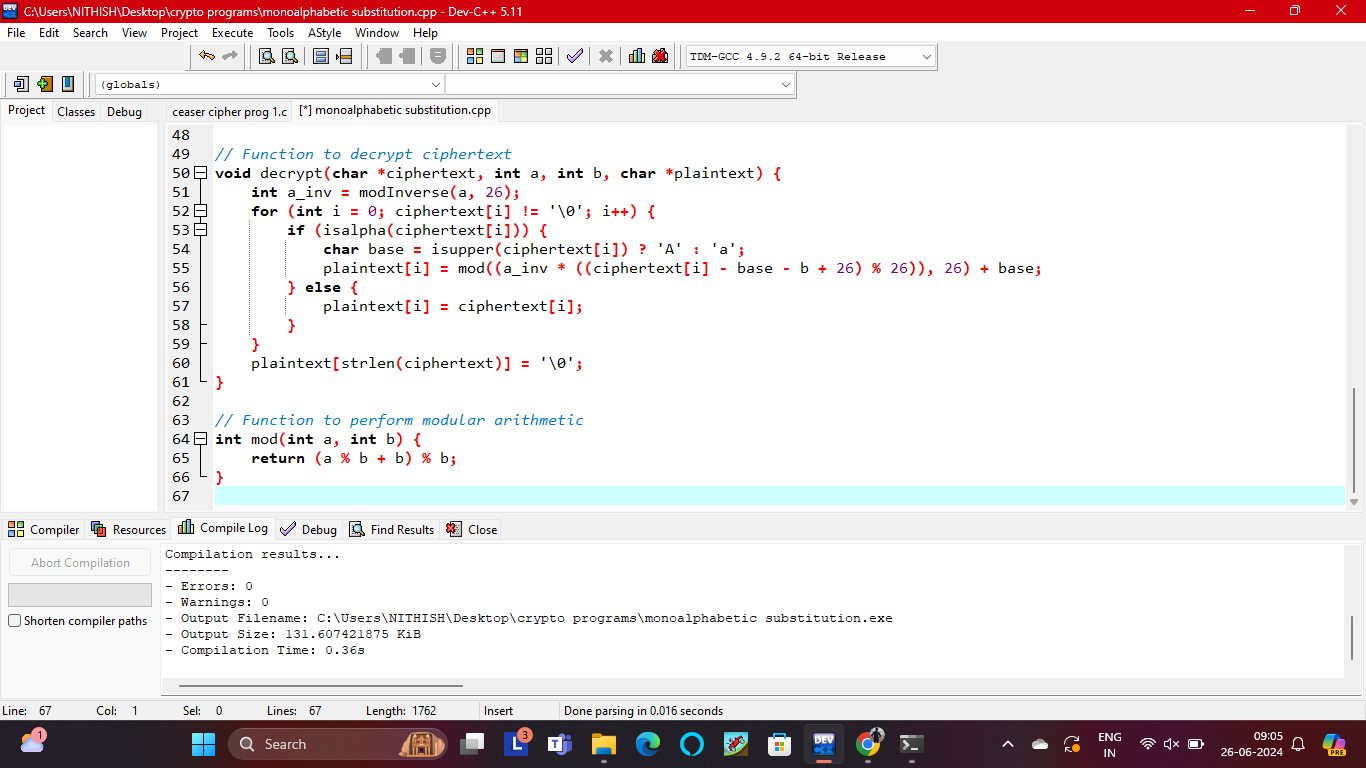 C:\Users\NITHISH\Desktop\crypto programs\monoalphabetic substitution.cpp - Dev-C++ 5.11
File Edit Search View Project Execute Tools AStyle Window Help
TDM-GCC 4.9.2 64-bit Release
(globals)
Project Classes Debug ceaser cipher prog 1.c [*] monoalphabetic substitution.cpp
48
49 // Function to decrypt ciphertext
50 void decrypt(char *ciphertext, int a, int b, char *plaintext) {
51 int a_inv = modInverse(a, 26);
52 for (int i = 0; ciphertext[i] != '\0'; i++) {
53 if (isalpha(ciphertext[i])) {
54 char base = isupper(ciphertext[i]) ? 'A' : 'a';
55 plaintext[i] = mod((a_inv * ((ciphertext[i] - base - b + 26) % 26)), 26) + base;
56 } else {
57 plaintext[i] = ciphertext[i];
58 }
59 }
60 plaintext[strlen(ciphertext)] = '\0';
61 }
62
63 // Function to perform modular arithmetic
64 int mod(int a, int b) {
65 return (a % b + b) % b;
66 }
67
Compiler Resources Compile Log Debug Find Results Close
Abort Compilation
Shorten compiler paths
Compilation results...
--------
- Errors: 0
- Warnings: 0
- Output Filename: C:\Users\NITHISH\Desktop\crypto programs\monoalphabetic substitution.exe
- Output Size: 131.607421875 KiB
- Compilation Time: 0.36s
Line: 67 Col: 1 Sel: 0 Lines: 67 Length: 1762 Insert Done parsing in 0.016 seconds
1 Search L 3 T DEV ENG 09:05
IN 26-06-2024 PRE